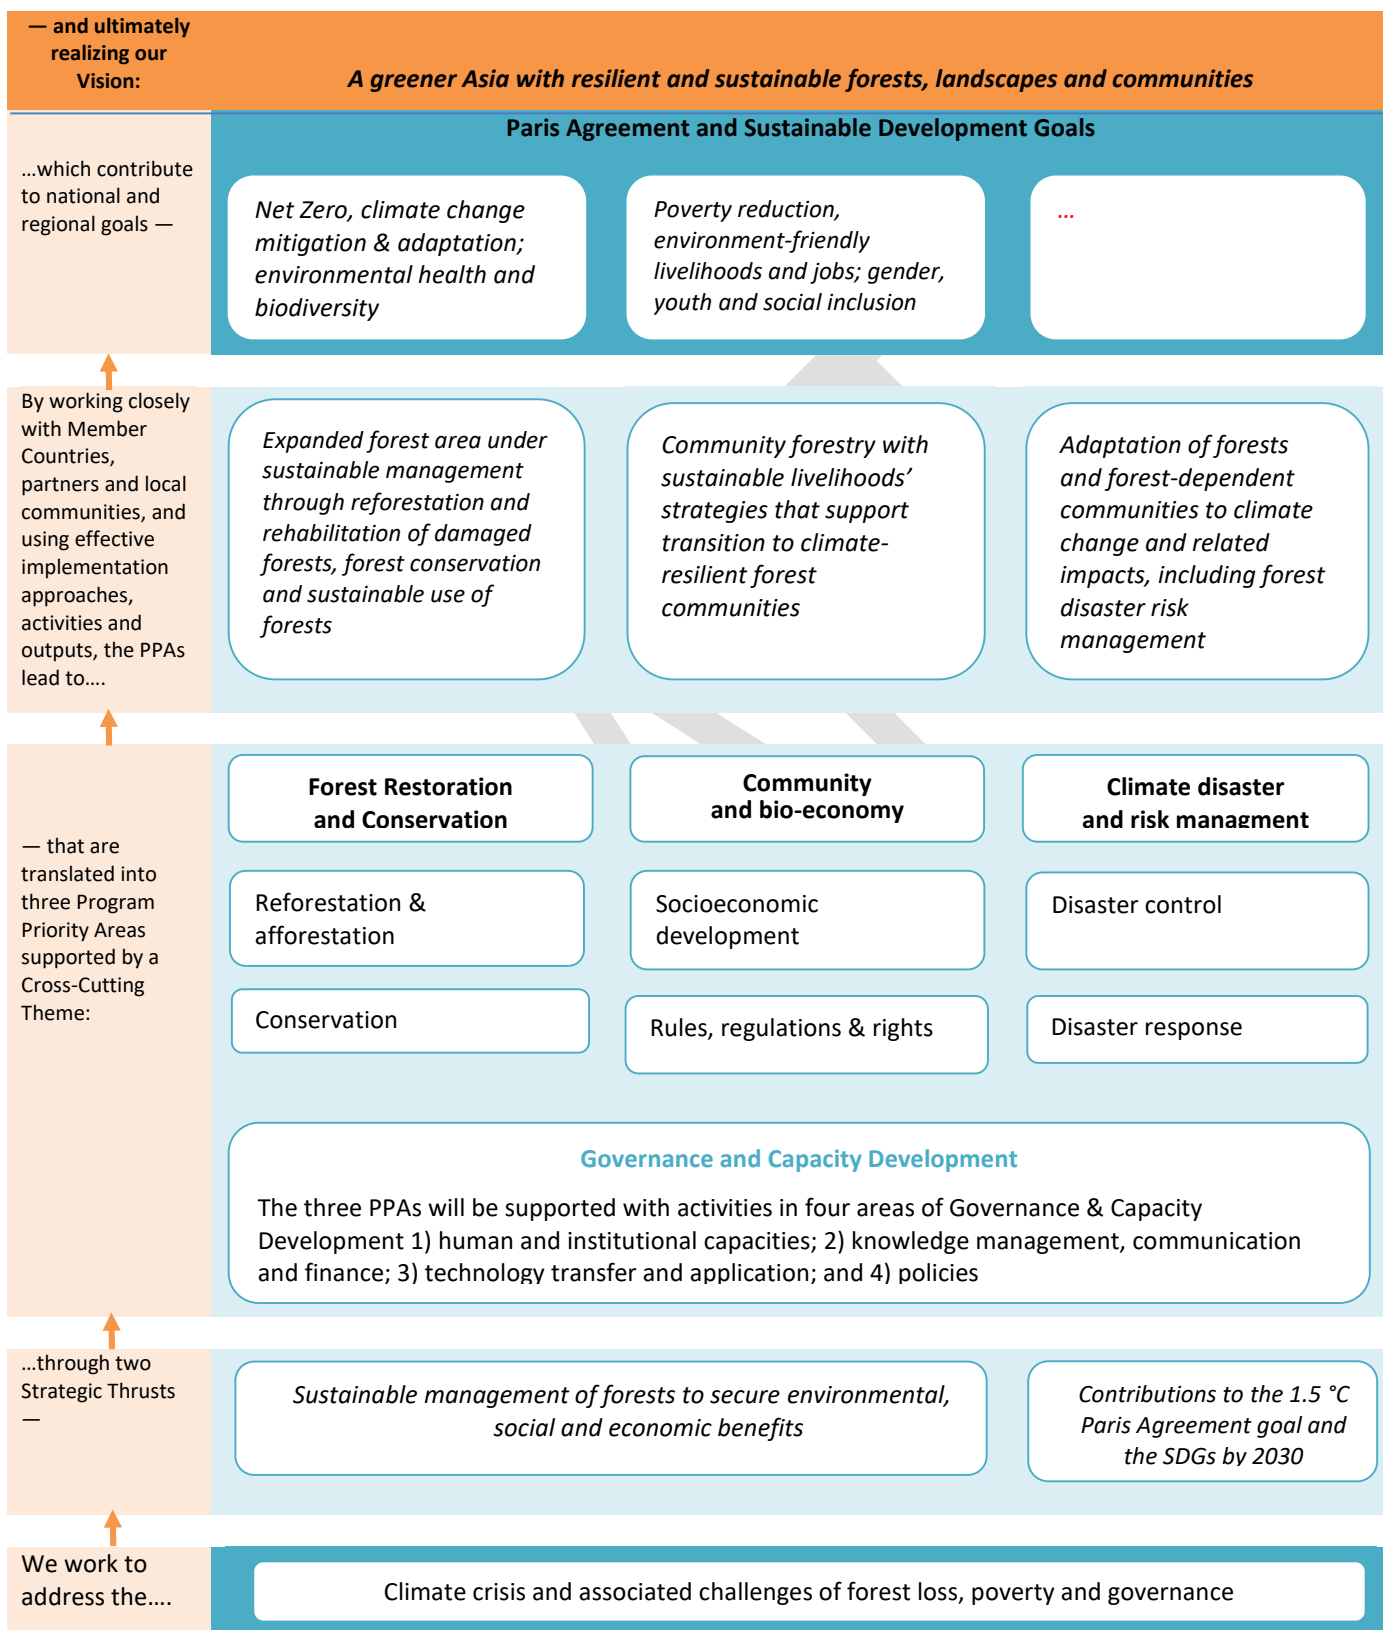 — and ultimately
realizing our
Vision:
A greener Asia with resilient and sustainable forests, landscapes and communities
Paris Agreement and Sustainable Development Goals
…which contribute
to national and
regional goals —
Net Zero, climate change
mitigation & adaptation;
environmental health and
biodiversity
Poverty reduction,
environment-friendly
livelihoods and jobs; gender,
youth and social inclusion
...
By working closely
with Member
Countries,
partners and local
communities, and
using effective
implementation
approaches,
activities and
outputs, the PPAs
lead to….
Expanded forest area under
sustainable management
through reforestation and
rehabilitation of damaged
forests, forest conservation
and sustainable use of
forests
Community forestry with
sustainable livelihoods’
strategies that support
transition to climate-
resilient forest
communities
Adaptation of forests
and forest-dependent
communities to climate
change and related
impacts, including forest
disaster risk
management
— that are
translated into
three Program
Priority Areas
supported by a
Cross-Cutting
Theme:
Forest Restoration
and Conservation
Community
and bio-economy
Climate disaster
and risk managment
Reforestation &
afforestation
Socioeconomic
development
Disaster control
Conservation
Rules, regulations & rights
Disaster response
Governance and Capacity Development
The three PPAs will be supported with activities in four areas of Governance & Capacity
Development 1) human and institutional capacities; 2) knowledge management, communication
and finance; 3) technology transfer and application; and 4) policies
…through two
Strategic Thrusts
—
Sustainable management of forests to secure environmental,
social and economic benefits
Contributions to the 1.5 °C
Paris Agreement goal and
the SDGs by 2030
We work to
address the….
Climate crisis and associated challenges of forest loss, poverty and governance